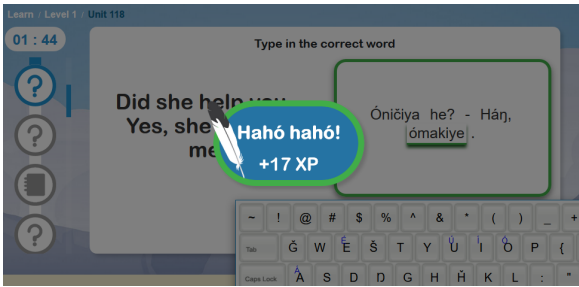 Learn / Level 1 / Unit 118
01 : 44
Type in the correct word
Did she help
Yes, she
me
Óničiya he? - Háŋ,
ómakiye .
Hahó hahó!
+17 XP
~ ! @ # $ % ^ & * ( ) _ +
Tab Ǧ W E É Š T Y U Ú I Í O Ó P {
Caps Lock A Á S D Ŋ G H Ȟ K L : "